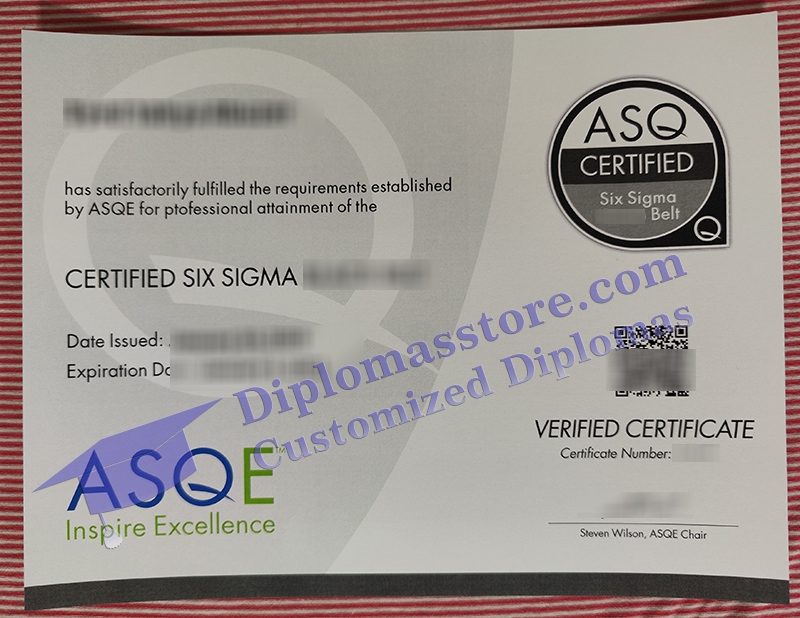 ASQ
CERTIFIED
Six Sigma
Belt
has satisfactorily fulfilled the requirements established
by ASQE for ptofessional attainment of the
CERTIFIED SIX SIGMA
Diplomasstore.com
Customized Diplomas
Date Issued:
Expiration Da
VERIFIED CERTIFICATE
Certificate Number:
ASQE™
Inspire Excellence
Steven Wilson, ASQE Chair